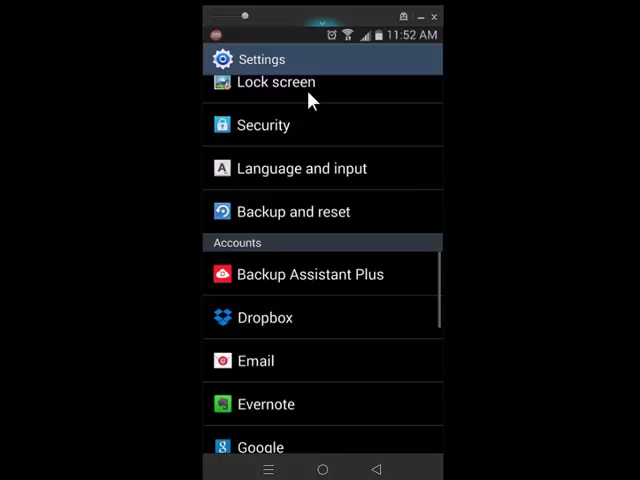 11:52 AM
Settings
Lock screen
Security
Language and input
Backup and reset
Accounts
Backup Assistant Plus
Dropbox
Email
Evernote
Google